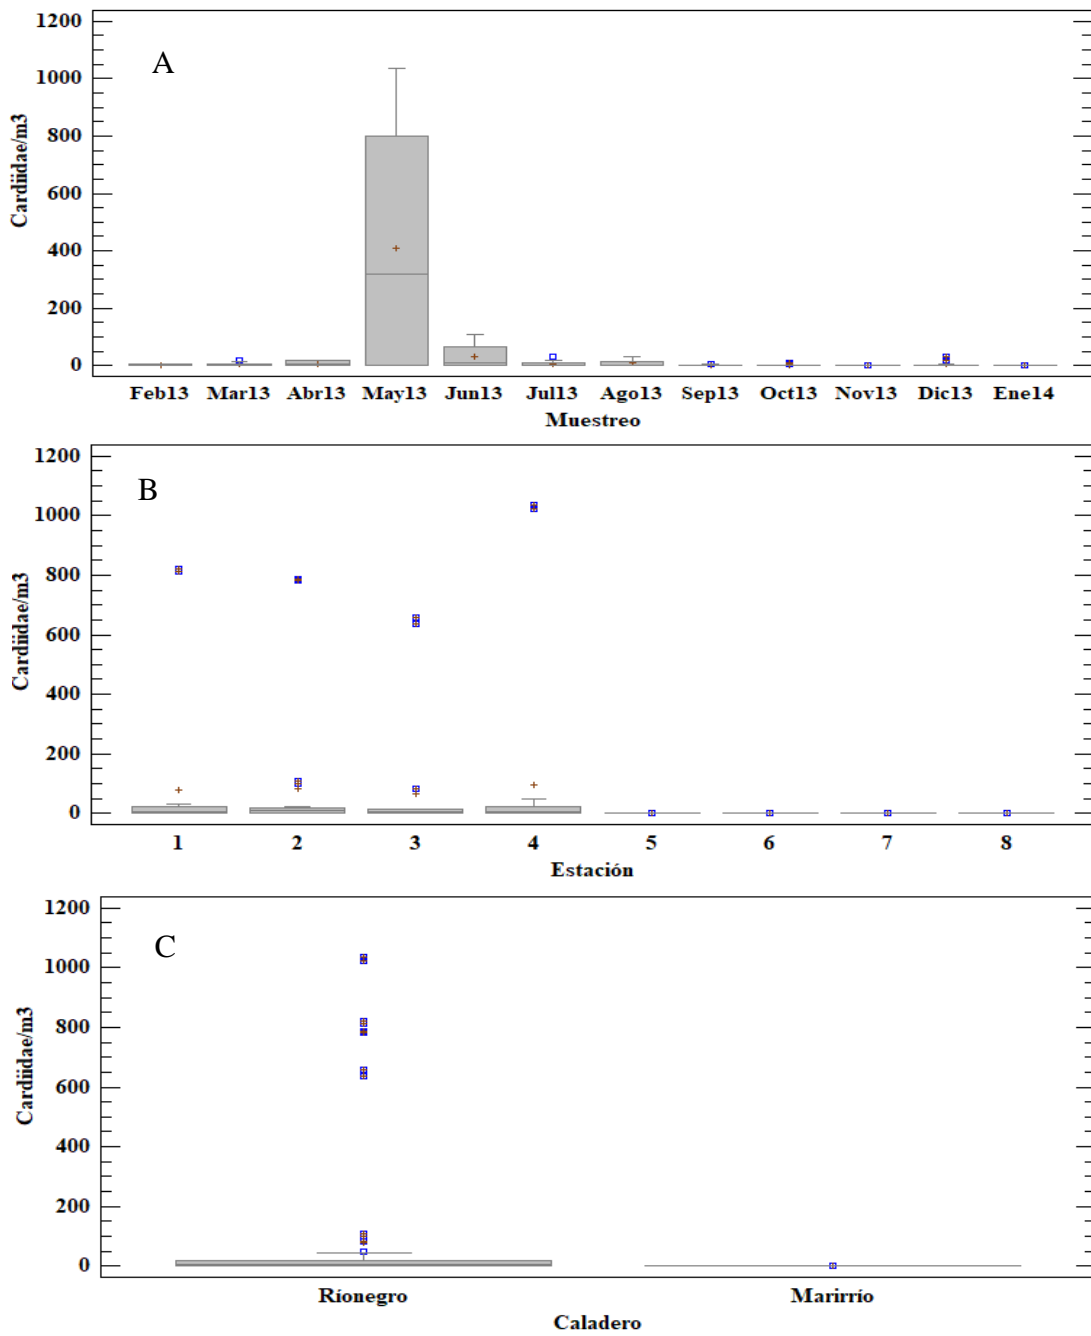 1200
1000
800
600
400
200
0
Cardiidae/m3
A
Feb13 Mar13 Abr13 May13 Jun13 Jul13 Ago13 Sep13 Oct13 Nov13 Dic13 Ene14
Muestreo
1200
1000
800
600
400
200
0
Cardiidae/m3
B
1 2 3 4 5 6 7 8
Estación
1200
1000
800
600
400
200
0
Cardiidae/m3
C
Ríonegro Marirrío
Caladero